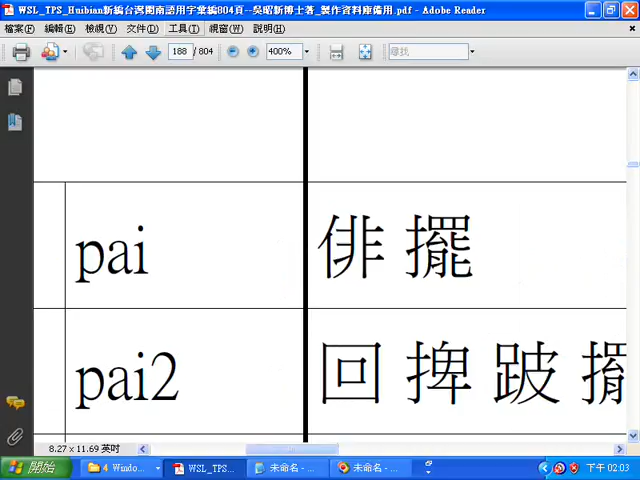 WSL_TPS_Huibian新編台灣閩南語用字彙編804頁--吳昭新博士著_製作資料庫備用.pdf - Adobe Reader
檔案(F) 編輯(E) 檢視(V) 文件(D) 工具(T) 視窗(W) 說明(H)
188 / 804 400% 尋找
pai 俳 擺
pai2 回 捭 跛
8.27 x 11.69 英吋
開始 4 Windo... WSL_TPS... 未命名 - ... 未命名 - ... 下午 02:03